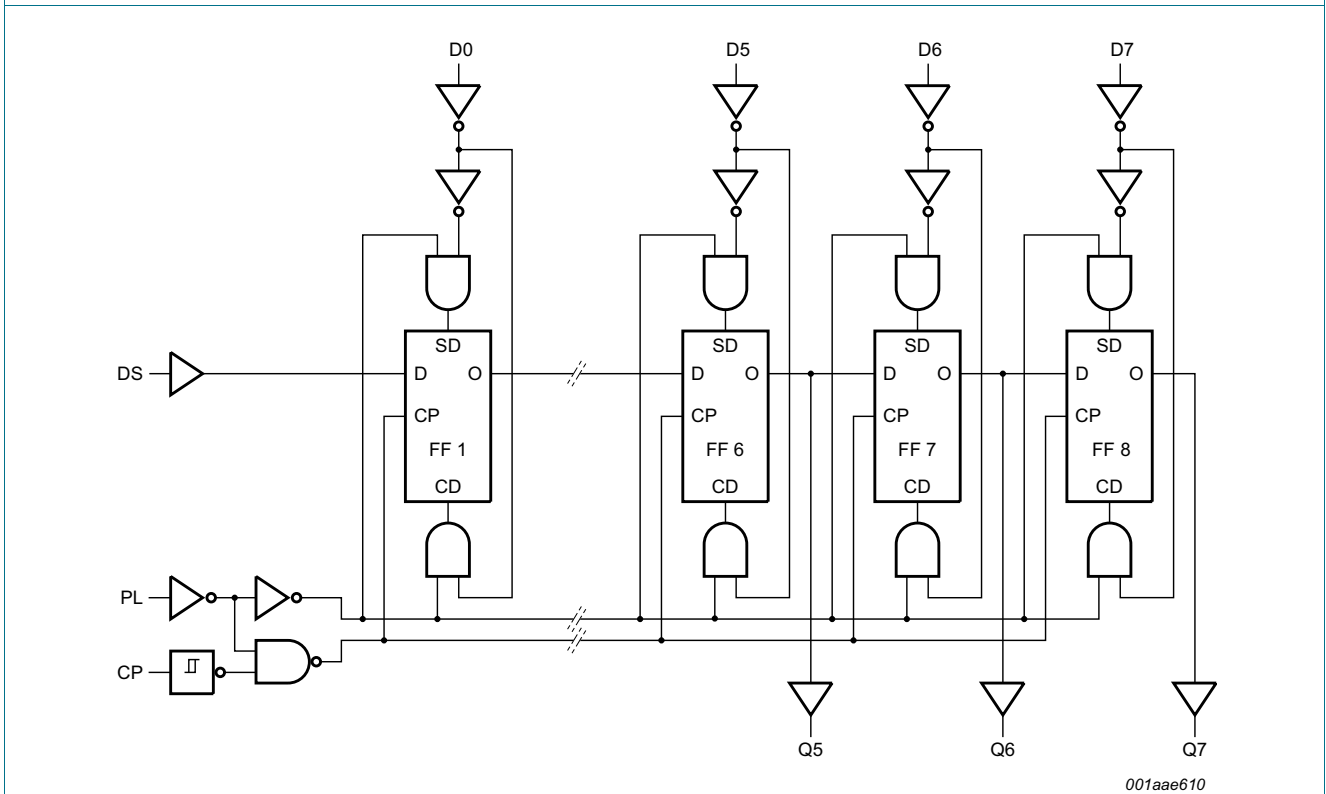 D0 D5 D6 D7
SD SD SD SD
DS D O D O D O D O
CP CP CP CP
FF 1 FF 6 FF 7 FF 8
CD CD CD CD
PL
CP
Q5 Q6 Q7
001aae610